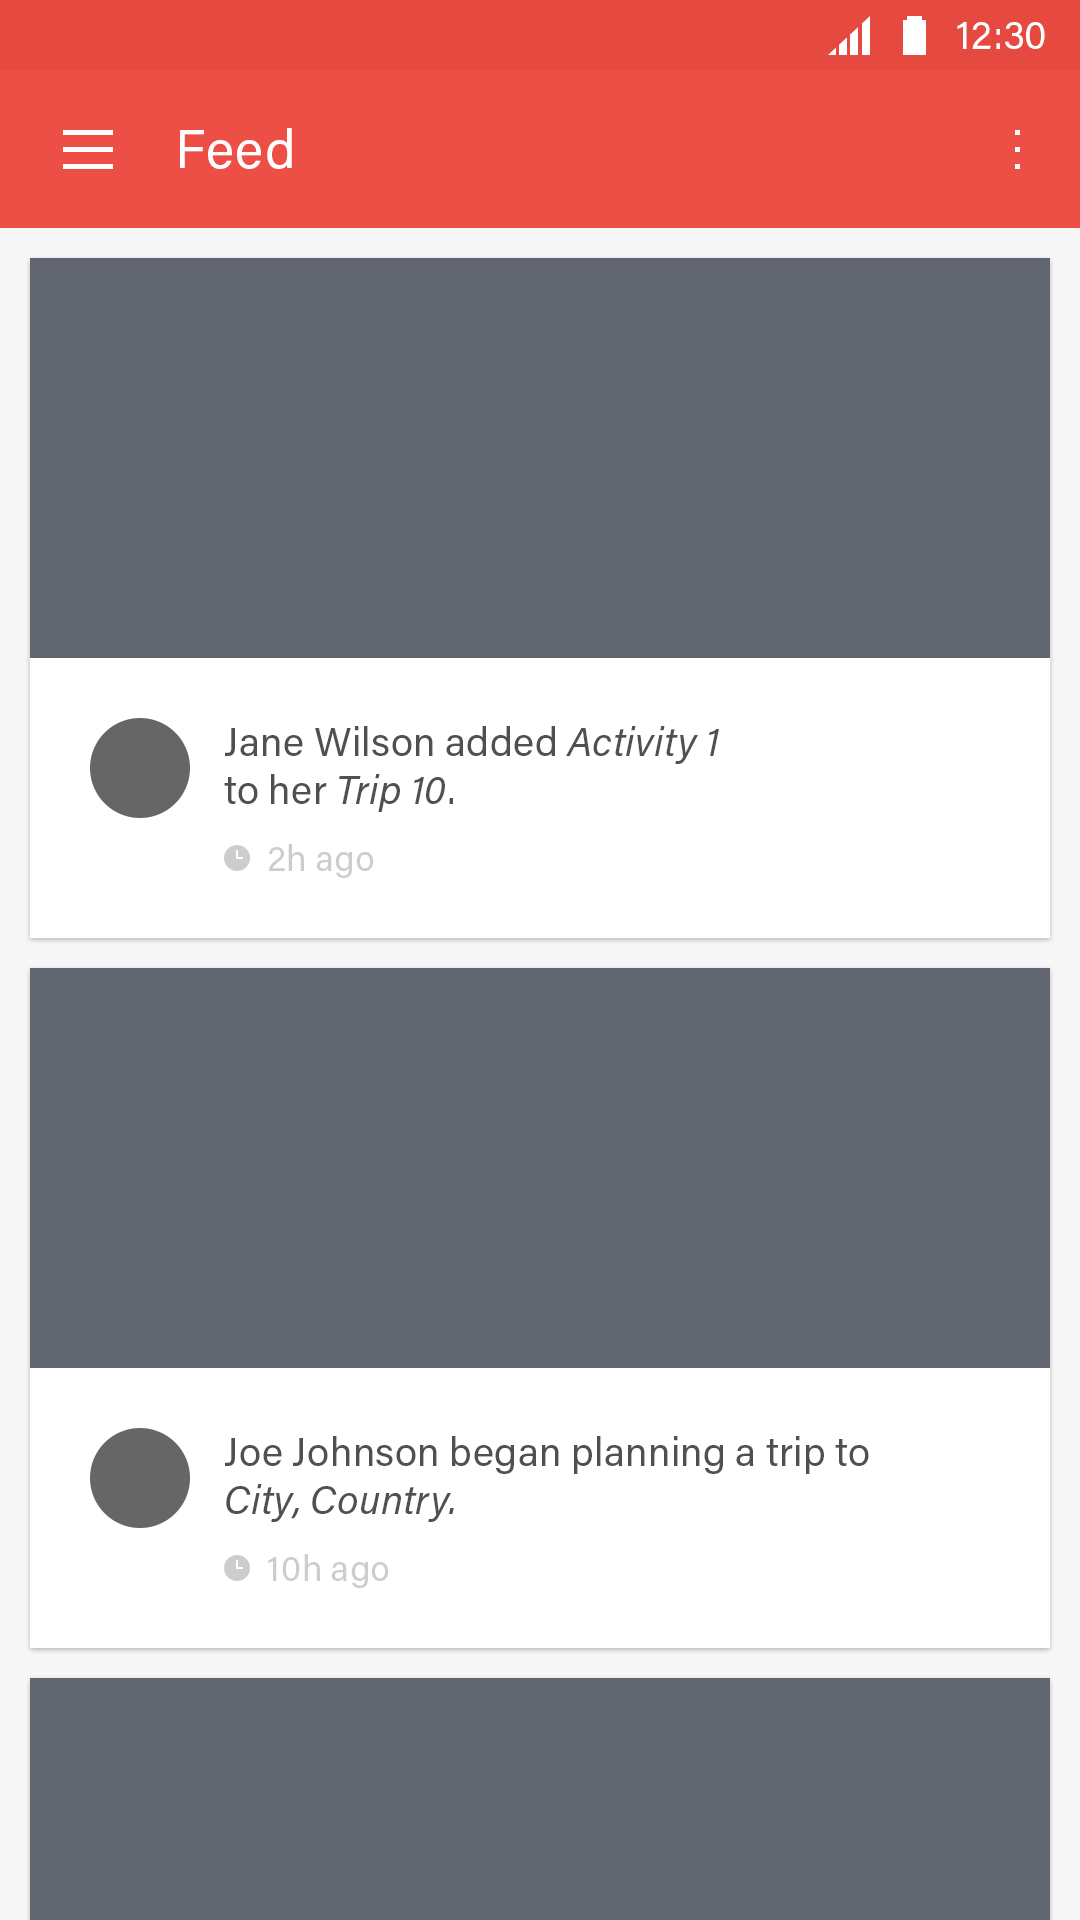 12:30
Feed
Jane Wilson added Activity 1
to her Trip 10.
2h ago
Joe Johnson began planning a trip to
City, Country.
10h ago